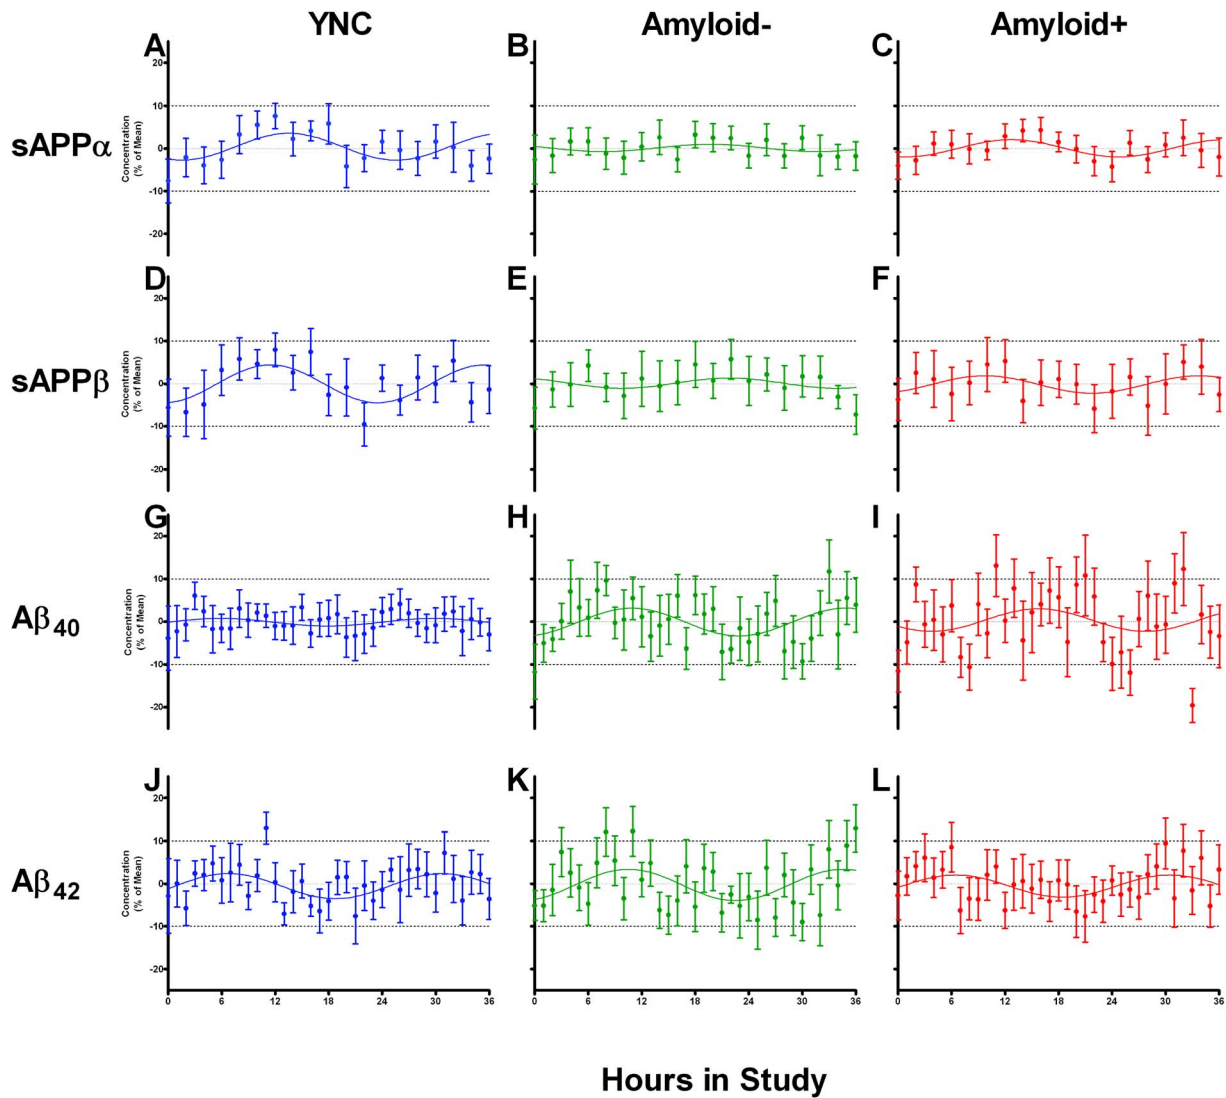 YNC Amyloid- Amyloid+
A B C
sAPPα
Concentration
(% of Mean)
20
10
0
-10
-20
D E F
sAPPβ
Concentration
(% of Mean)
20
10
0
-10
-20
G H I
Aβ40
Concentration
(% of Mean)
20
10
0
-10
-20
J K L
Aβ42
Concentration
(% of Mean)
20
10
0
-10
-20
0 6 12 18 24 30 36 0 6 12 18 24 30 36 0 6 12 18 24 30 36
Hours in Study